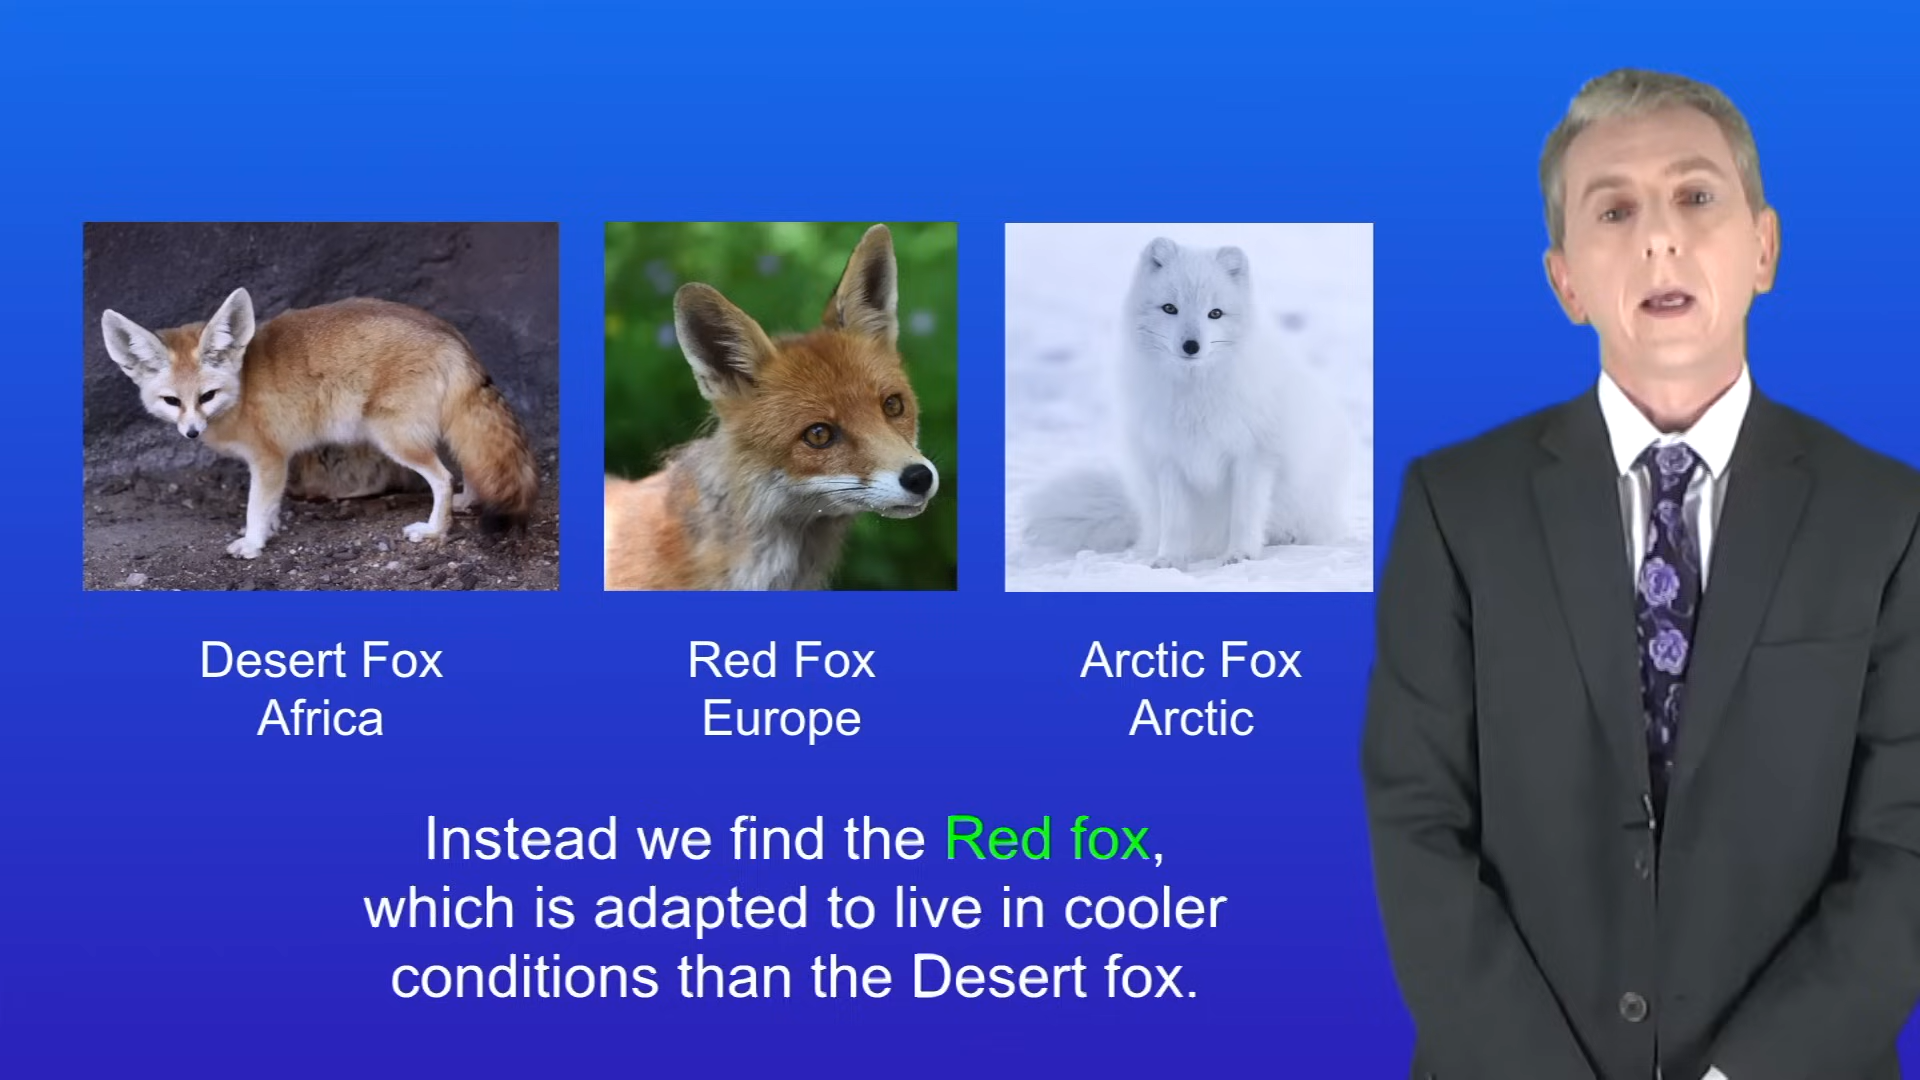 Desert Fox
Africa
Red Fox
Europe
Arctic Fox
Arctic
Instead we find the Red fox,
which is adapted to live in cooler
conditions than the Desert fox.